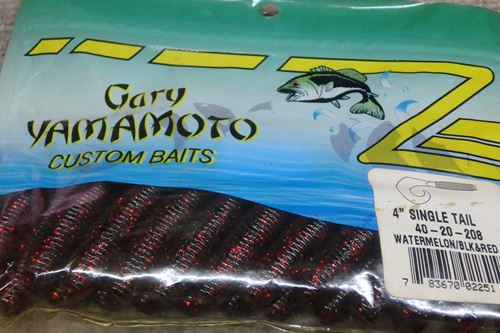 Gary
YAMAMOTO
CUSTOM BAITS
4" SINGLE TAIL
40-20-208
WATERMELON/BLK&RED
7 83670 02251